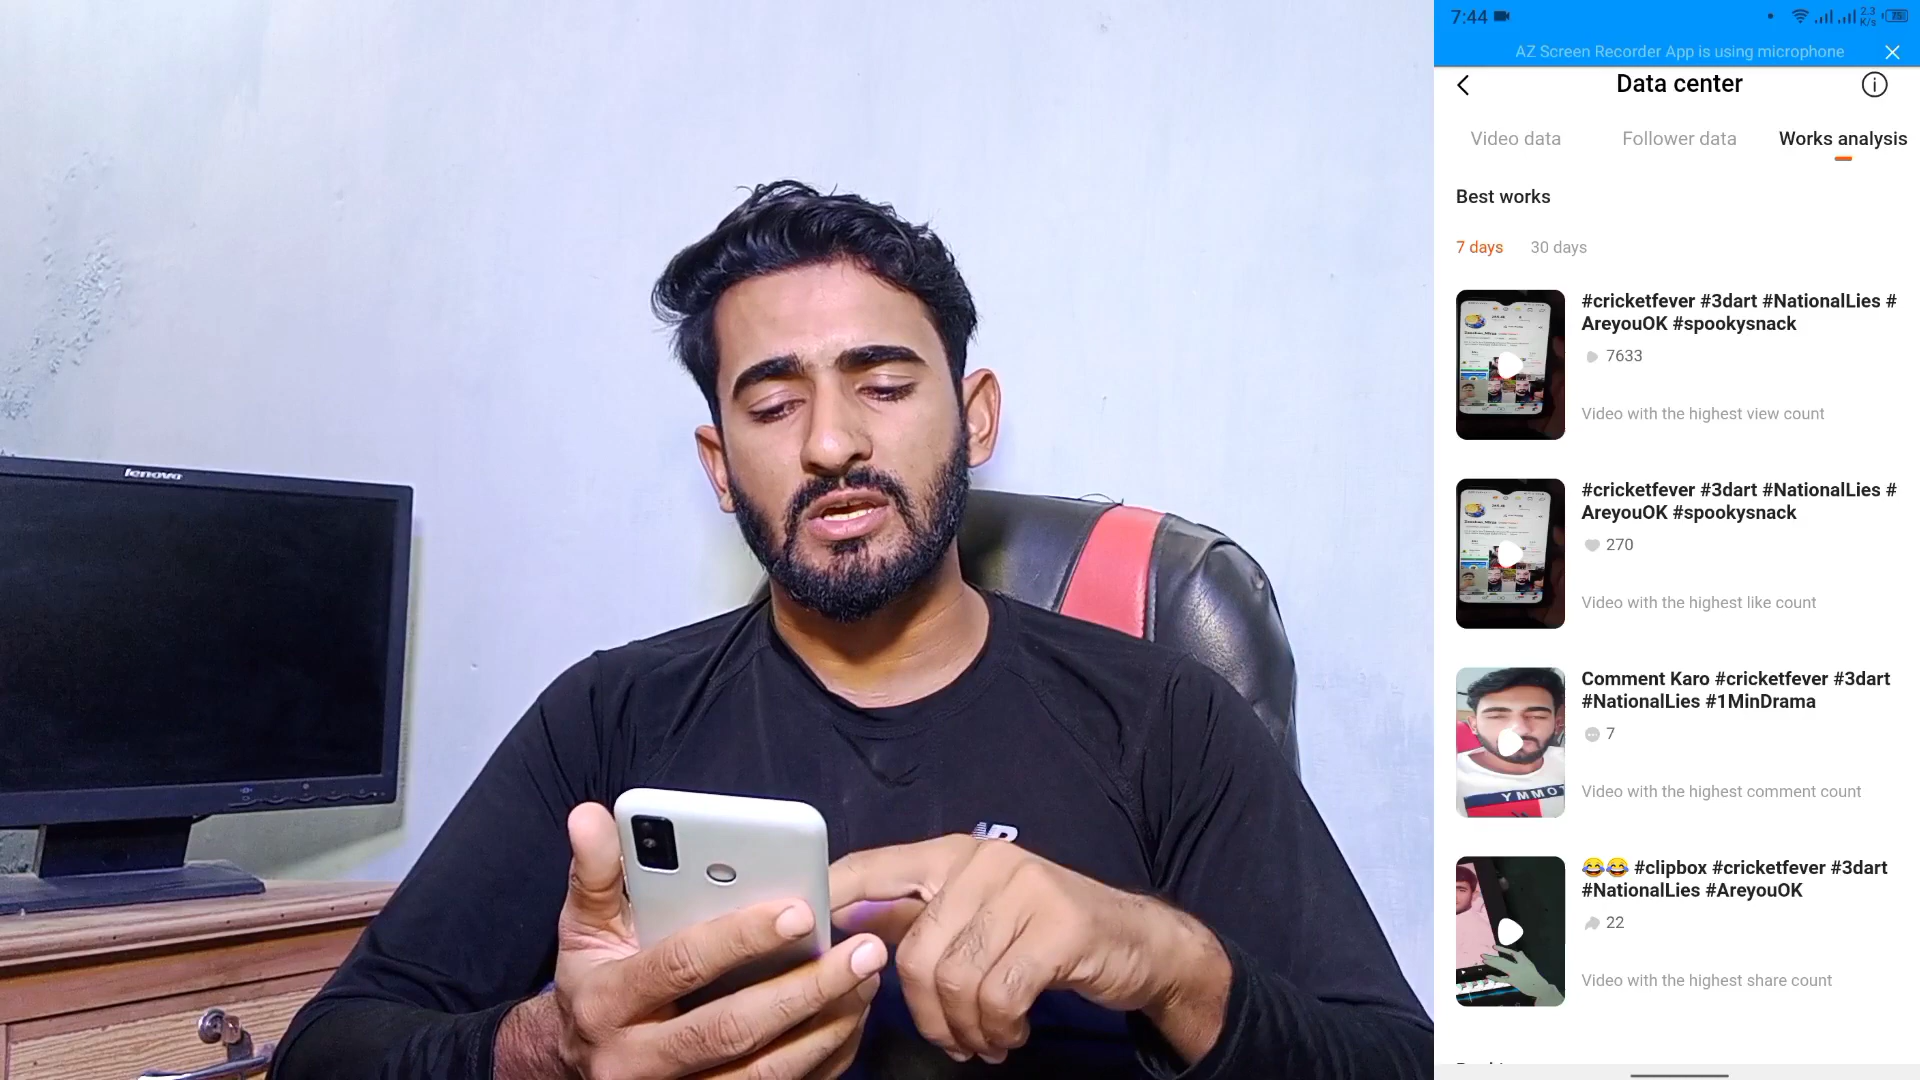 lenovo
7:44
2.3
K/s
75
AZ Screen Recorder App is using microphone
Data center
Video data
Follower data
Works analysis
Best works
7 days
30 days
#cricketfever #3dart #NationalLies #
AreyouOK #spookysnack
7633
Video with the highest view count
#cricketfever #3dart #NationalLies #
AreyouOK #spookysnack
270
Video with the highest like count
Comment Karo #cricketfever #3dart
#NationalLies #1MinDrama
7
Video with the highest comment count
😂😂 #clipbox #cricketfever #3dart
#NationalLies #AreyouOK
22
Video with the highest share count